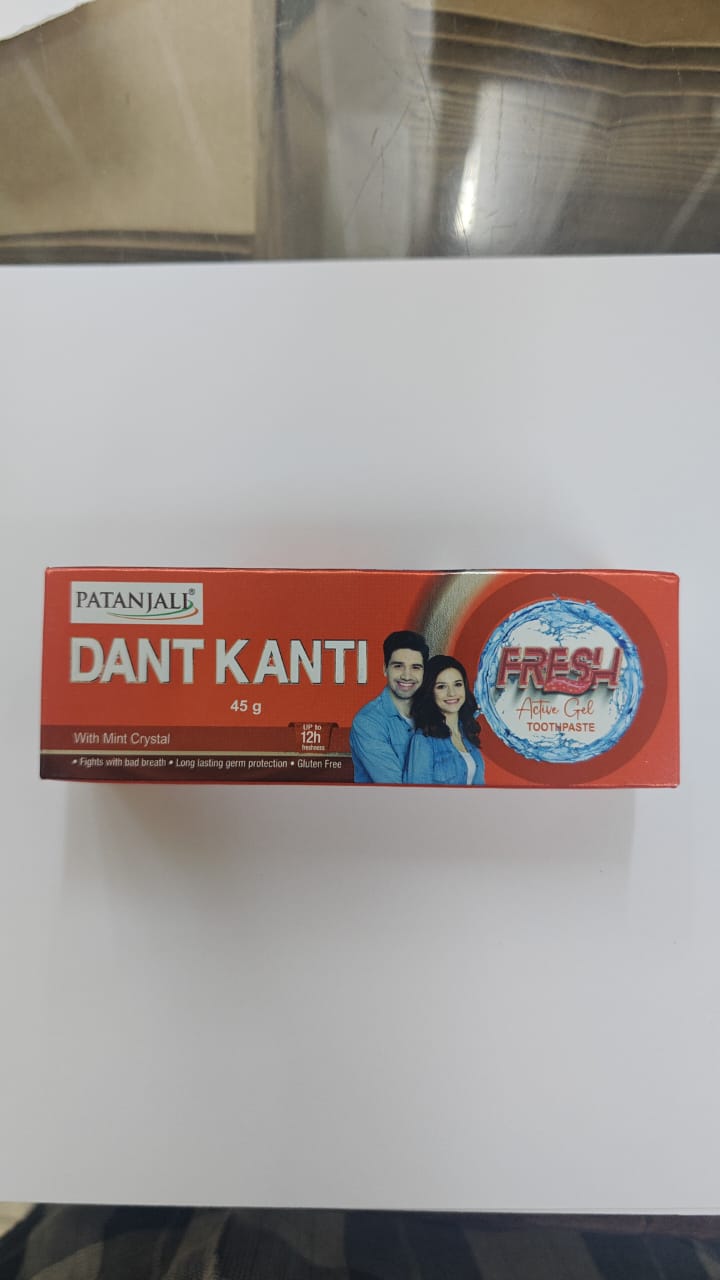 PATANJALI®
DANT KANTI
45 g
With Mint Crystal
UP to
12h
freshness
• Fights with bad breath • Long lasting germ protection • Gluten Free
FRESH
Active Gel
TOOTHPASTE